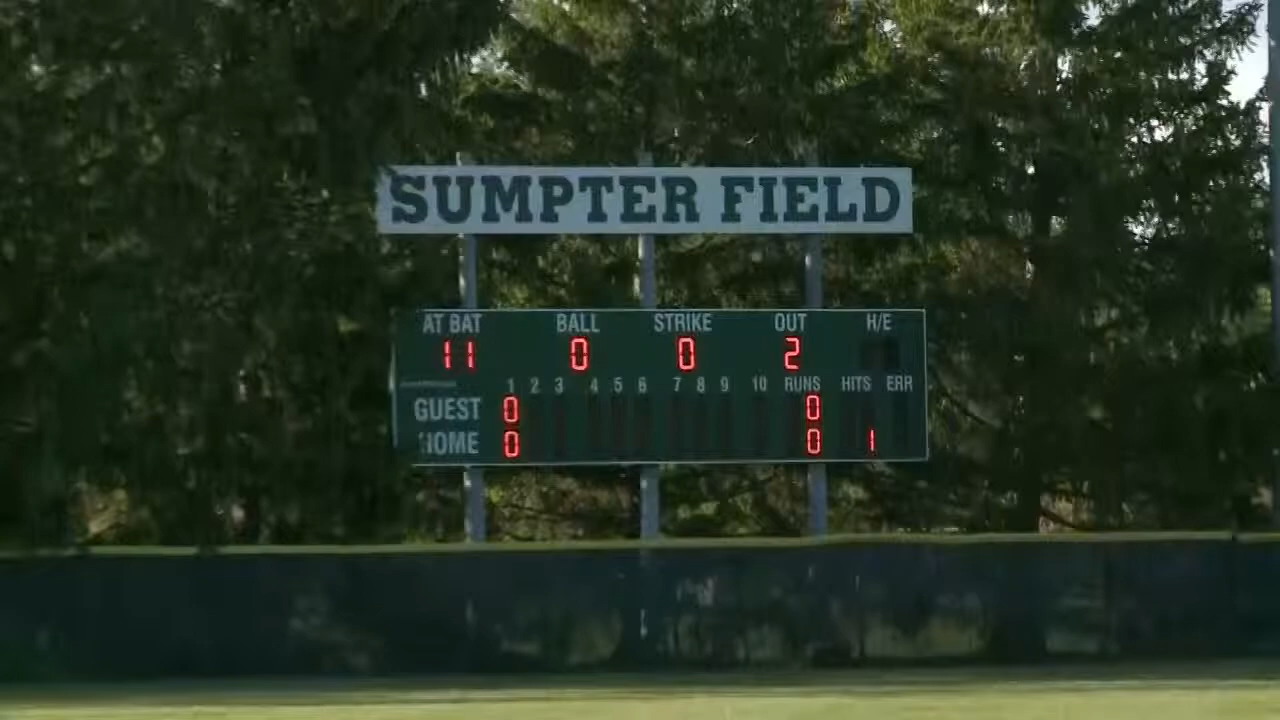 SUMPTER FIELD
AT BAT BALL STRIKE OUT H/E
11 0 0 2
1 2 3 4 5 6 7 8 9 10 RUNS HITS ERR
GUEST 0 0
HOME 0 0 1